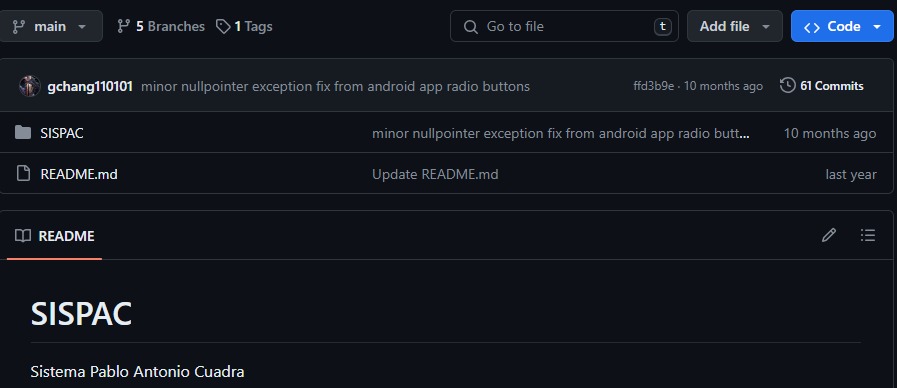 main 5 Branches 1 Tags Go to file t Add file Code
gchang110101 minor nullpointer exception fix from android app radio buttons ffd3b9e · 10 months ago 61 Commits
SISPAC minor nullpointer exception fix from android app radio butt... 10 months ago
README.md Update README.md last year
README
SISPAC
Sistema Pablo Antonio Cuadra